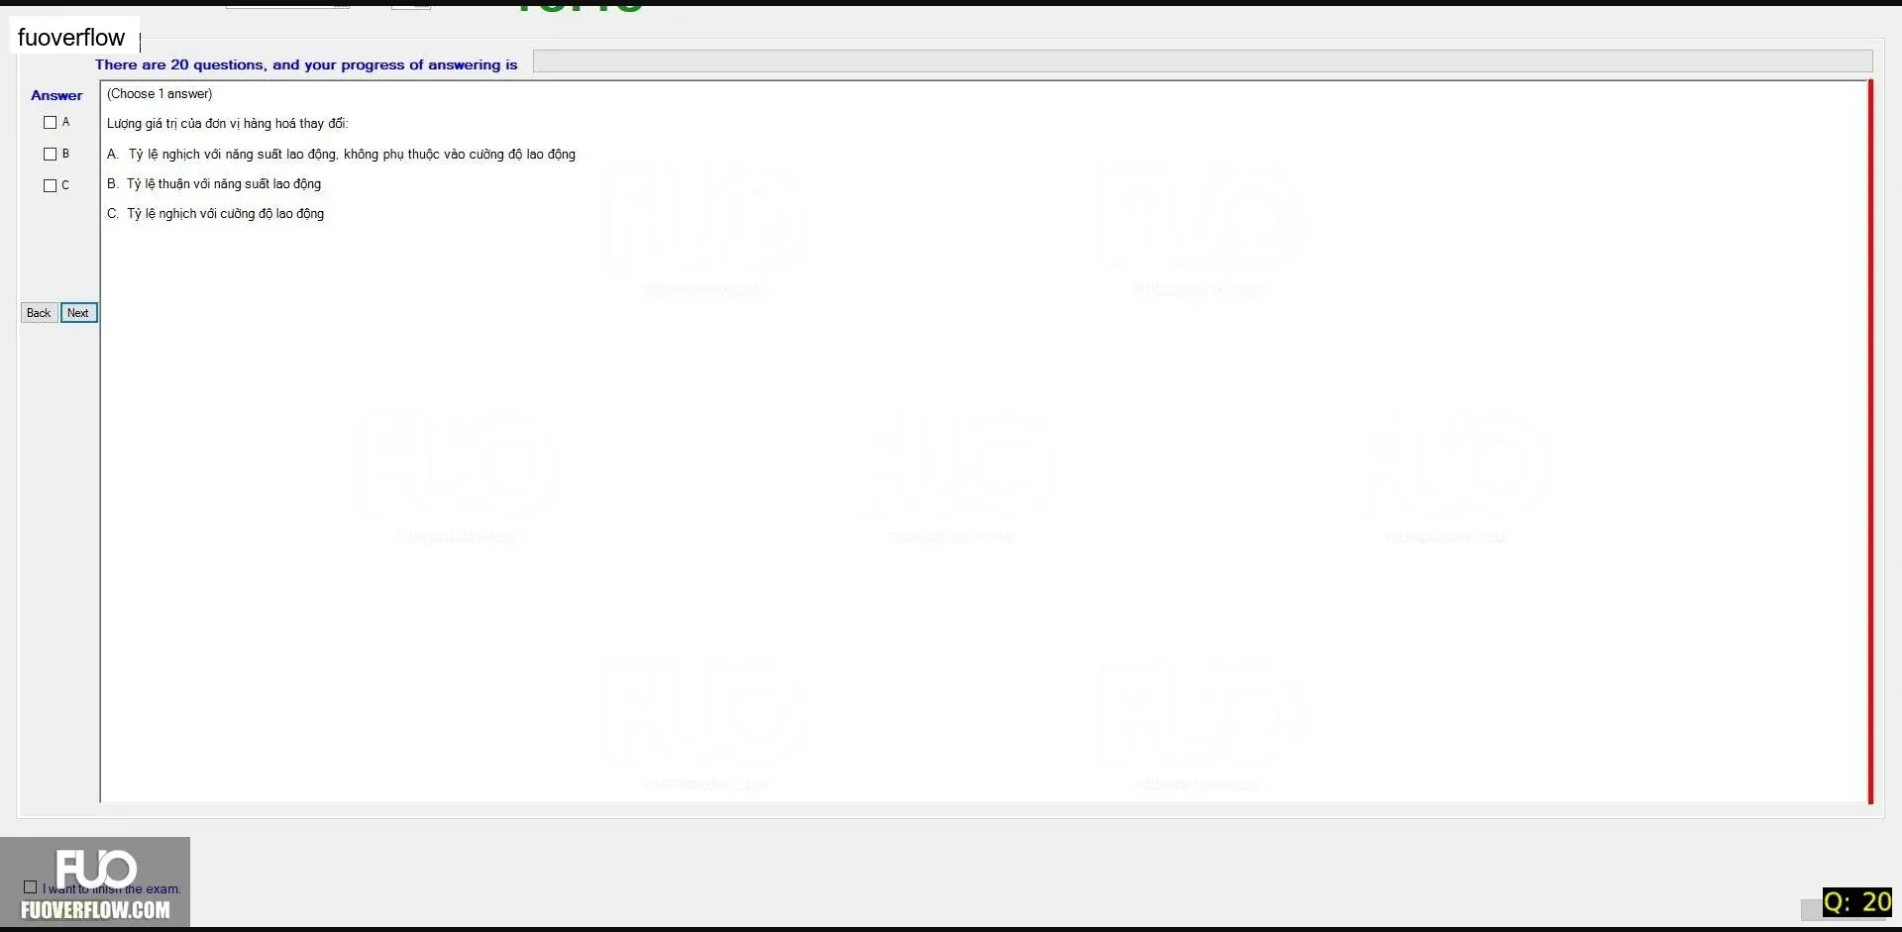 fuoverflow
There are 20 questions, and your progress of answering is
Answer
(Choose 1 answer)
A
Lượng giá trị của đơn vị hàng hoá thay đổi:
B
A. Tỷ lệ nghịch với năng suất lao động, không phụ thuộc vào cường độ lao động
C
B. Tỷ lệ thuận với năng suất lao động
C. Tỷ lệ nghịch với cường độ lao động
Back Next
FUO
I want to finish the exam.
FUOVERFLOW.COM
Q: 20